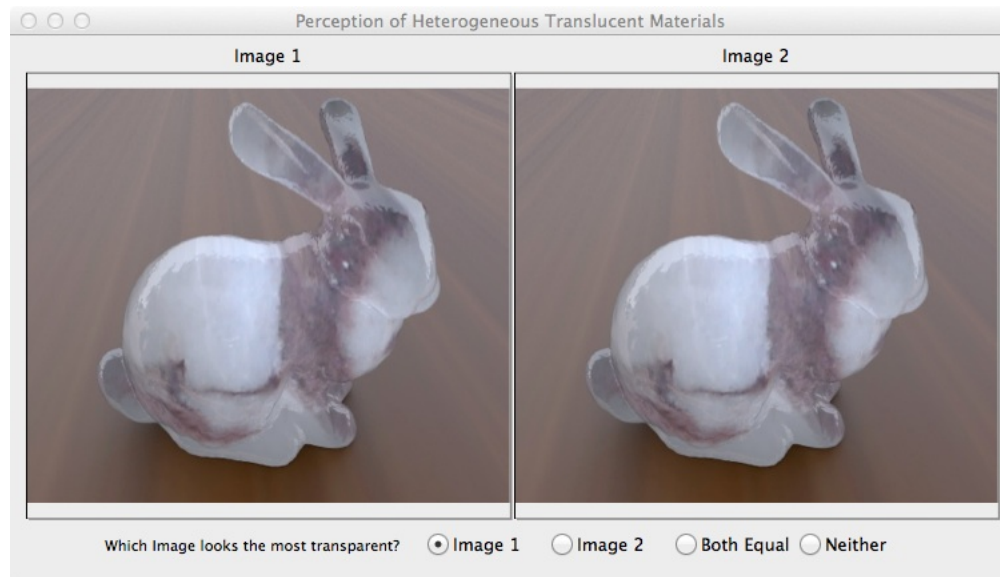 Perception of Heterogeneous Translucent Materials
Image 1
Image 2
Which Image looks the most transparent? Image 1 Image 2 Both Equal Neither